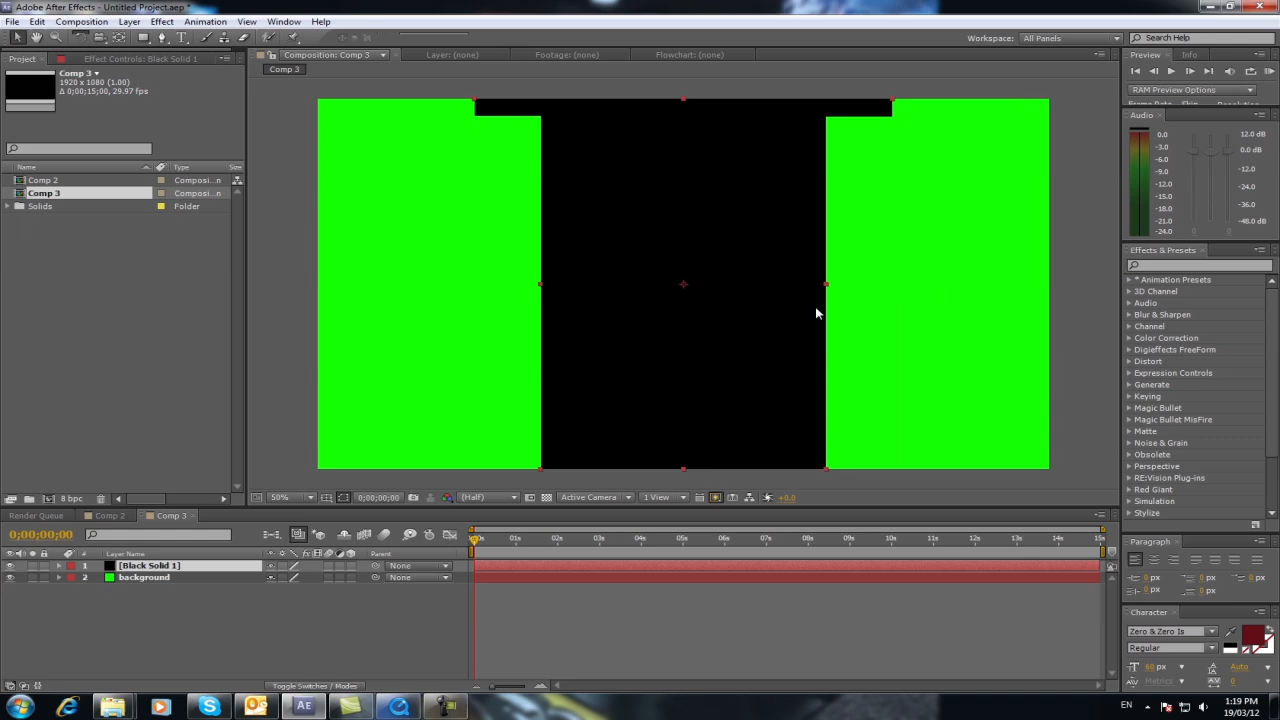 Adobe After Effects - Untitled Project.aep *
File Edit Composition Layer Effect Animation View Window Help
Workspace: All Panels Search Help
Project Effect Controls: Black Solid 1 Composition: Comp 3 Layer: (none) Footage: (none) Flowchart: (none) Preview Info
Comp 3
Comp 3
1920 x 1080 (1.00)
Δ 0;00;15;00, 29.97 fps
RAM Preview Options
Frame Rate Skip
Audio
0.0 12.0 dB
-3.0 0.0 dB
-6.0
-9.0 -12.0
-12.0
-15.0 -24.0
-18.0 -36.0
-21.0 -48.0 dB
-24.0 0 0
Name Type Size
Comp 2 Composi...n
Comp 3 Composi...n
Solids Folder
Effects & Presets
* Animation Presets
3D Channel
Audio
Blur & Sharpen
Channel
Color Correction
Digieffects FreeForm
Distort
Expression Controls
Generate
Keying
Magic Bullet
Magic Bullet MisFire
Matte
Noise & Grain
Obsolete
Perspective
RE:Vision Plug-ins
Red Giant
Simulation
Stylize
8 bpc
50% 0;00;00;00 (Half) Active Camera 1 View +0.0
Render Queue Comp 2 Comp 3
0;00;00;00
01s 02s 03s 04s 05s 06s 07s 08s 09s 10s 11s 12s 13s 14s 15s
# Layer Name Parent
1 [Black Solid 1] None
2 background None
Paragraph
0 px 0 px 0 px
0 px 0 px
Character
Zero & Zero Is
Regular
60 px Auto
Metrics 0
Toggle Switches / Modes
EN 1:19 PM
19/03/12